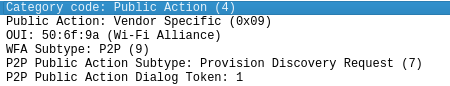 Category code: Public Action (4)
Public Action: Vendor Specific (0x09)
OUI: 50:6f:9a (Wi-Fi Alliance)
WFA Subtype: P2P (9)
P2P Public Action Subtype: Provision Discovery Request (7)
P2P Public Action Dialog Token: 1